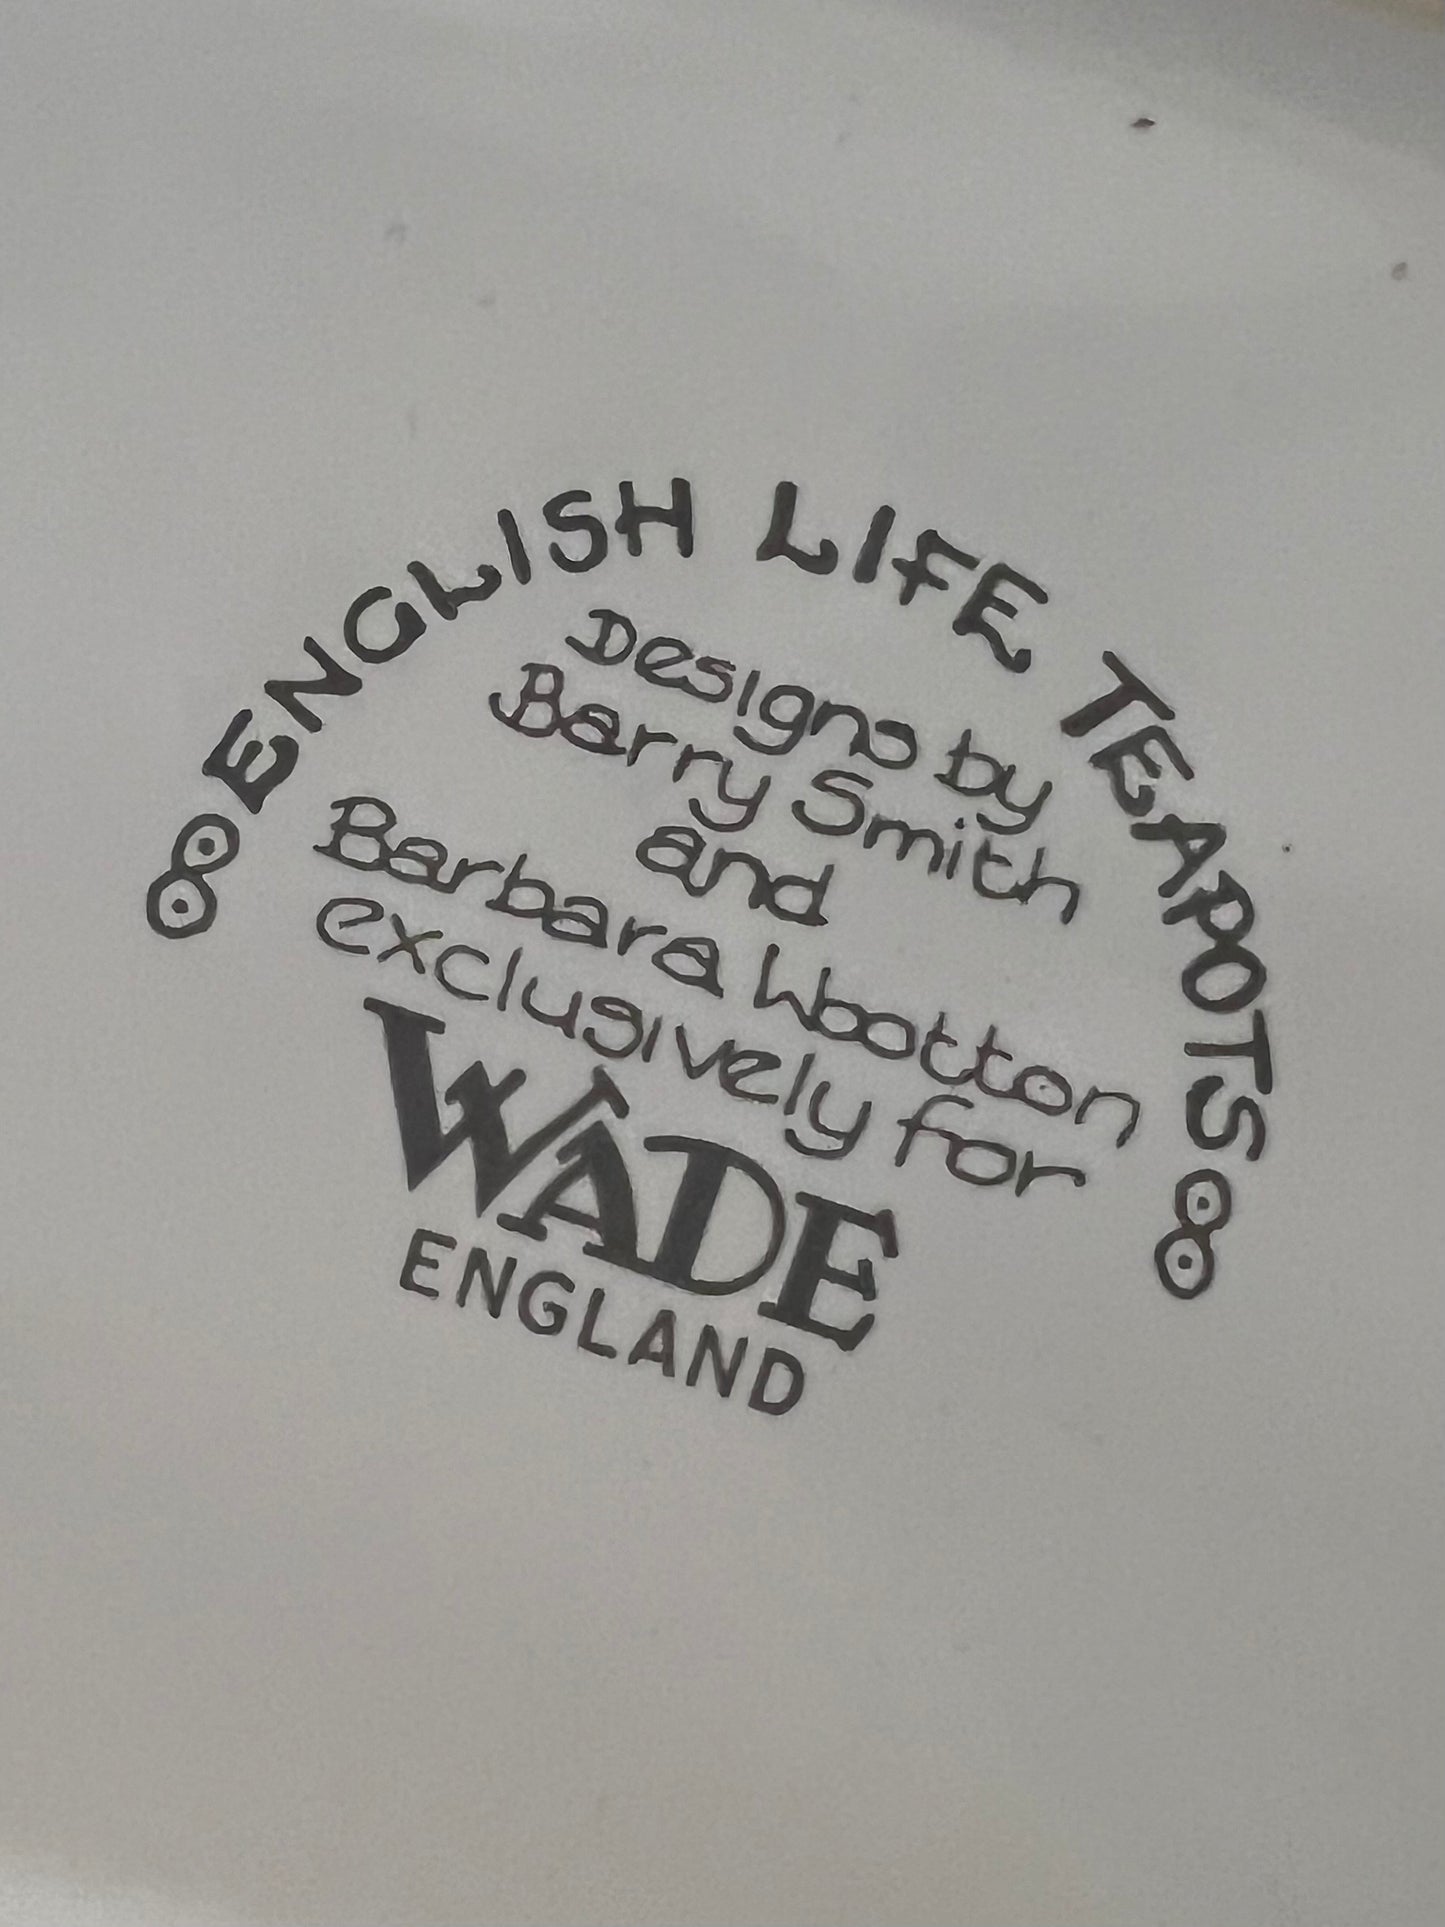 ENGLISH LIFE TEAPOTS
Designs by
Barry Smith
and
Barbara Wootton
exclusively for
WADE
ENGLAND